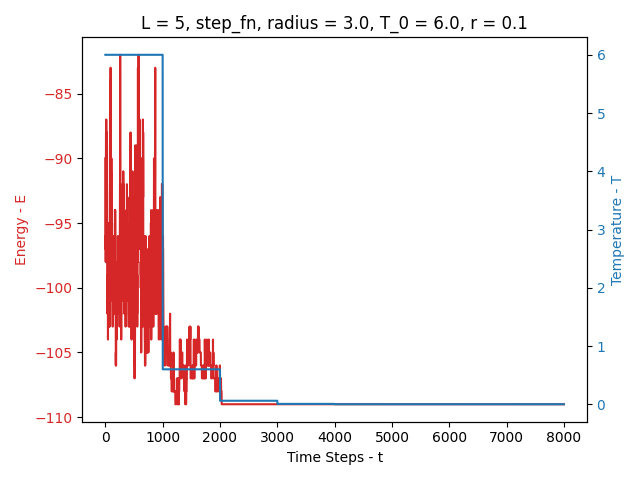 L = 5, step_fn, radius = 3.0, T_0 = 6.0, r = 0.1
Energy - E
−85
−90
−95
−100
−105
−110
0 1000 2000 3000 4000 5000 6000 7000 8000
Time Steps - t
6
5
4
3
2
1
0
Temperature - T